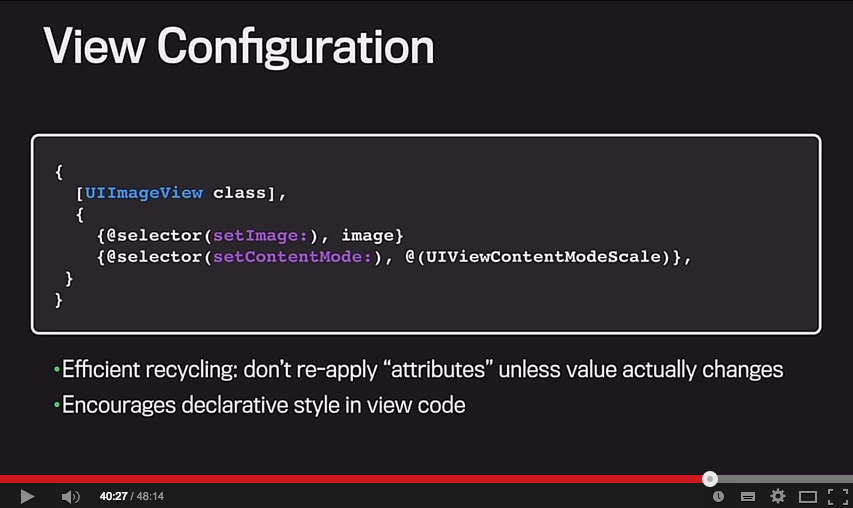 View Configuration
{
[UIImageView class],
{
{@selector(setImage:), image}
{@selector(setContentMode:), @(UIViewContentModeScale)},
}
}
•Efficient recycling: don't re-apply “attributes” unless value actually changes
•Encourages declarative style in view code
40:27 / 48:14